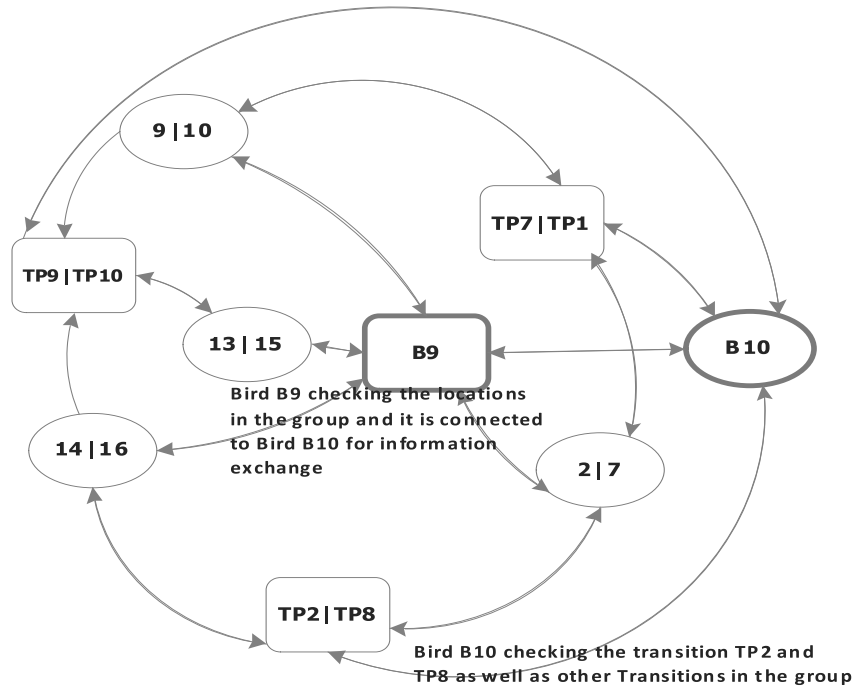 9|10
TP7|TP1
TP9|TP10
13|15
B9
B10
Bird B9 checking the locations
in the group and it is connected
to Bird B10 for information
exchange
14|16
2|7
TP2|TP8
Bird B10 checking the transition TP2 and
TP8 as well as other Transitions in the group